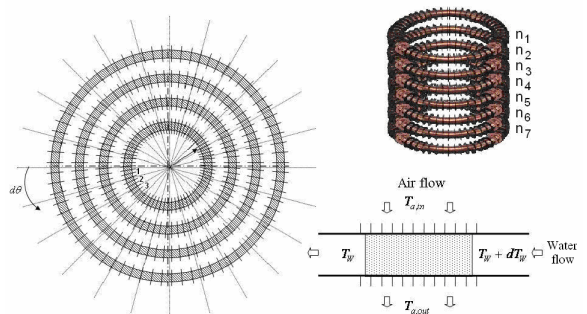 n1
n2
n3
n4
n5
n6
n7
dθ
Air flow
Ta,in
TW
TW + dTW
Water
flow
Ta,out